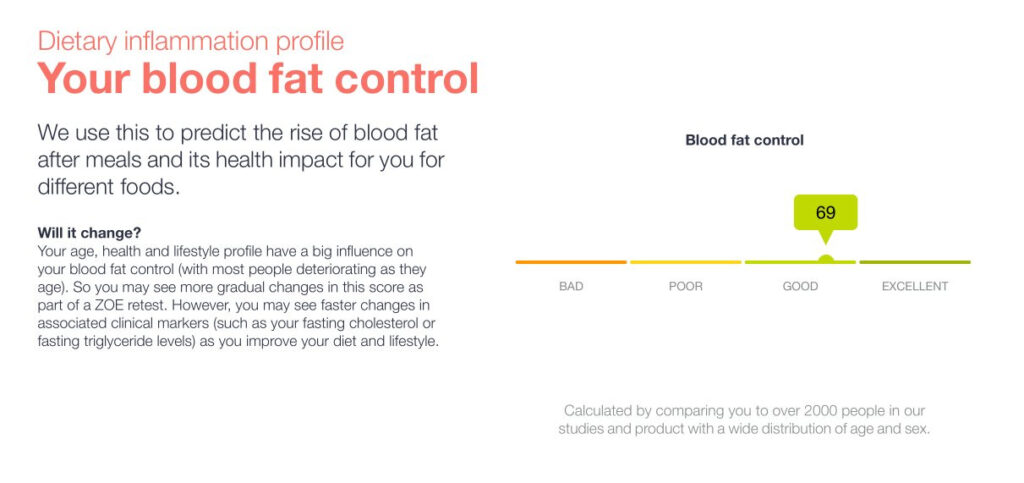 Dietary inflammation profile
Your blood fat control
We use this to predict the rise of blood fat
after meals and its health impact for you for
different foods.
Will it change?
Your age, health and lifestyle profile have a big influence on
your blood fat control (with most people deteriorating as they
age). So you may see more gradual changes in this score as
part of a ZOE retest. However, you may see faster changes in
associated clinical markers (such as your fasting cholesterol or
fasting triglyceride levels) as you improve your diet and lifestyle.
Blood fat control
69
BAD POOR GOOD EXCELLENT
Calculated by comparing you to over 2000 people in our
studies and product with a wide distribution of age and sex.